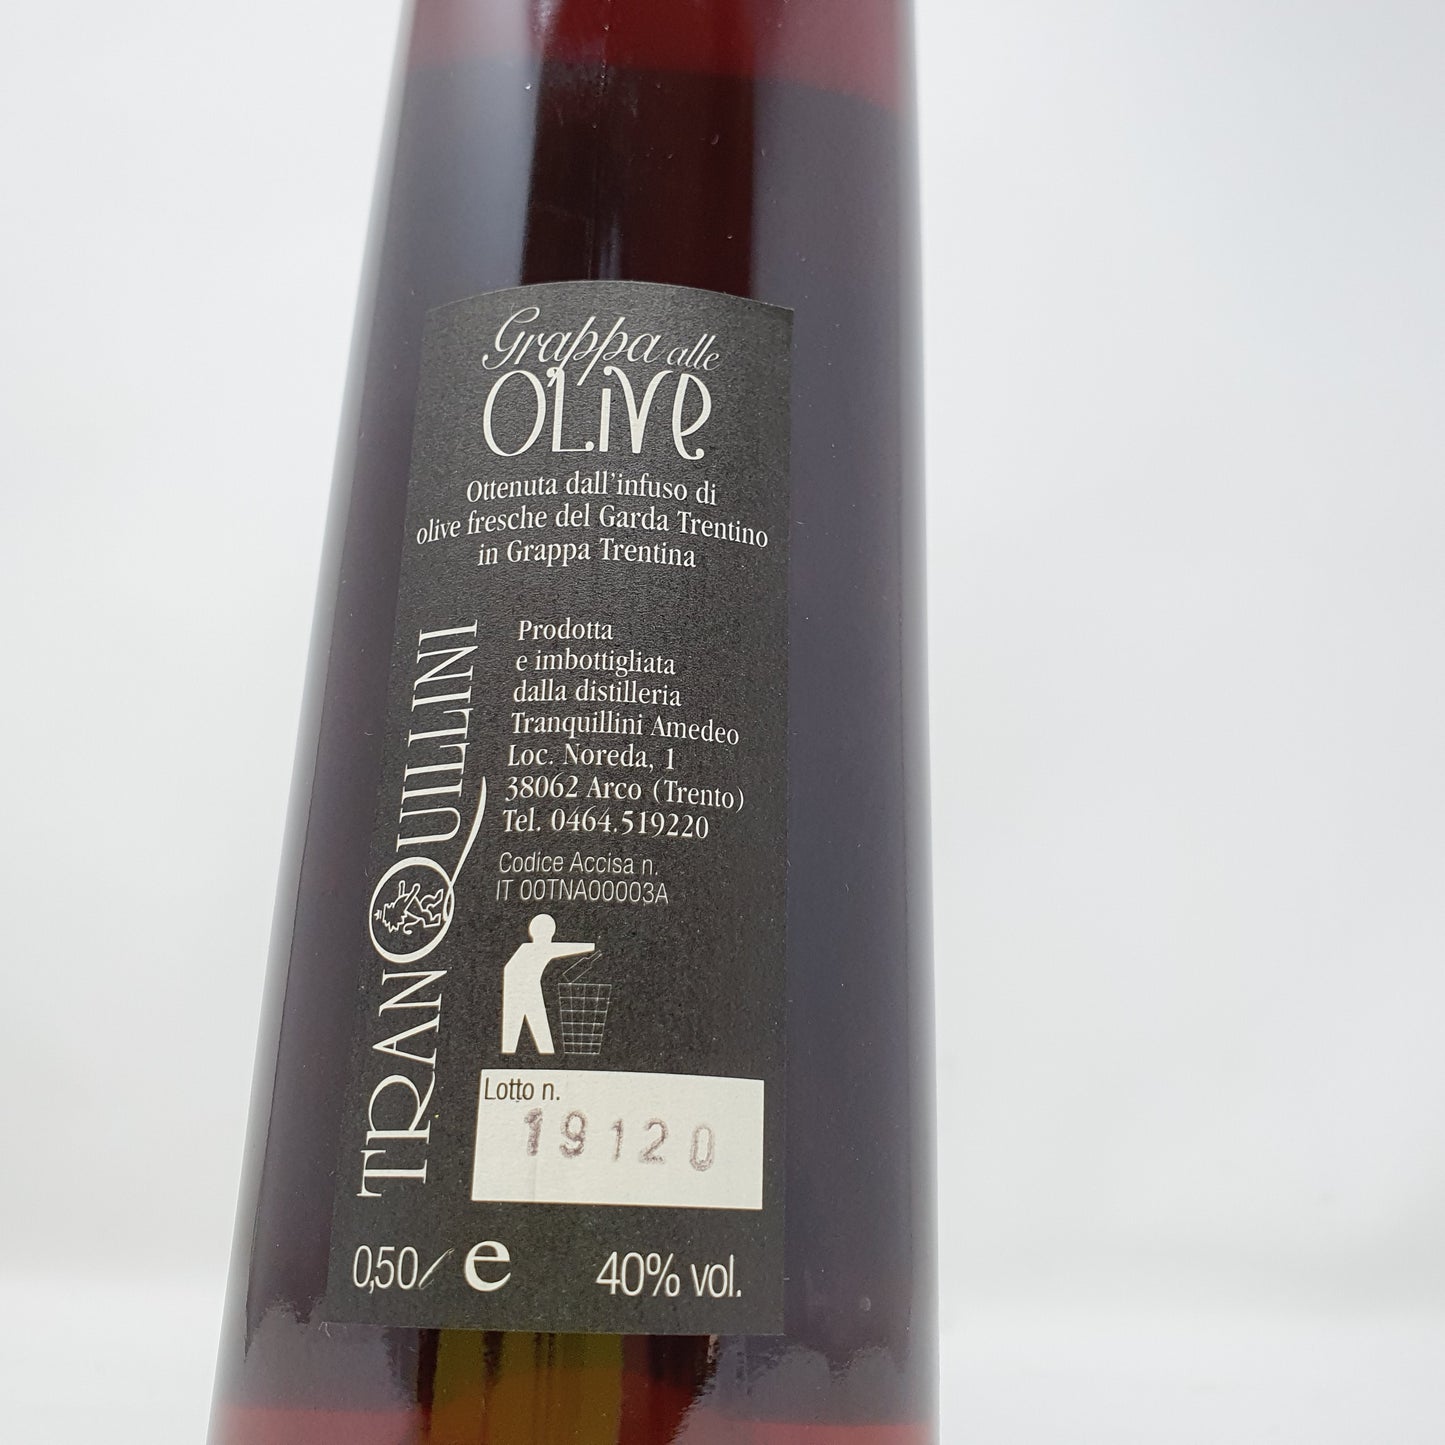 Grappa alle
OLIVE
Ottenuta dall'infuso di
olive fresche del Garda Trentino
in Grappa Trentina
TRANQUILLINI
Prodotta
e imbottigliata
dalla distilleria
Tranquillini Amedeo
Loc. Noreda, 1
38062 Arco (Trento)
Tel. 0464.519220
Codice Accisa n.
IT 00TNA00003A
Lotto n.
19120
0,50 l e 40% vol.